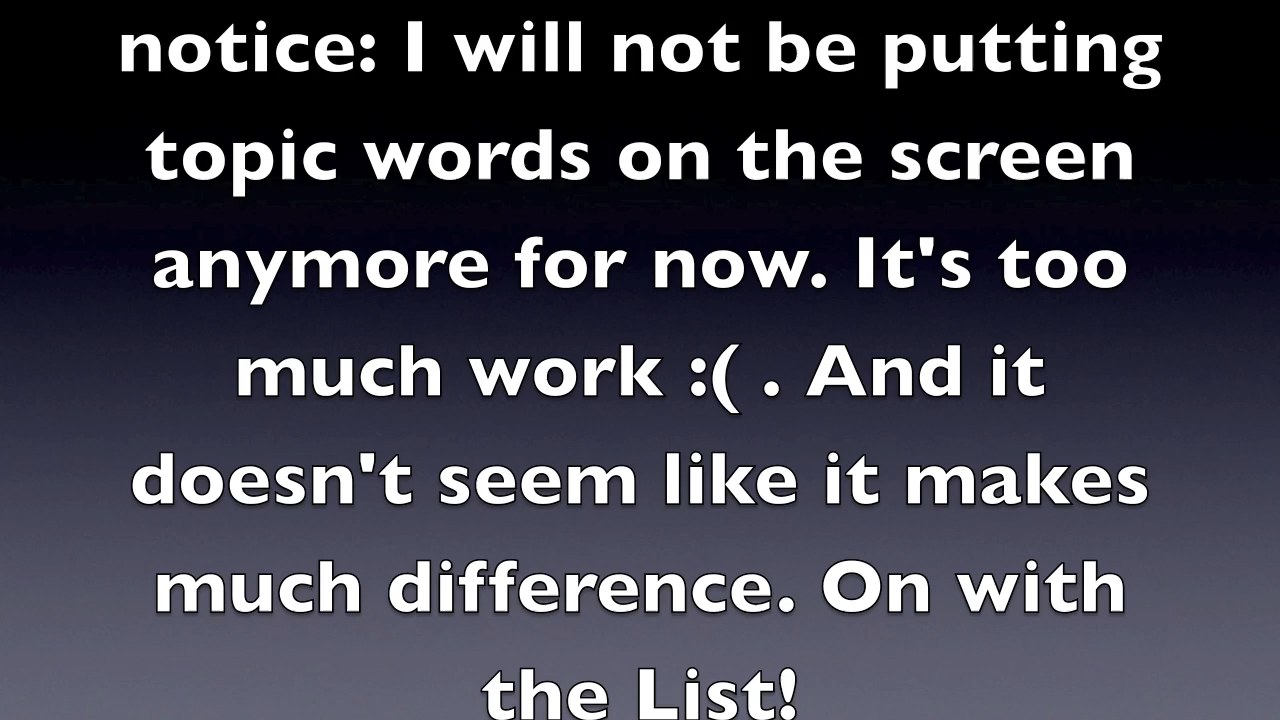 notice: I will not be putting
topic words on the screen
anymore for now. It's too
much work :( . And it
doesn't seem like it makes
much difference. On with
the List!